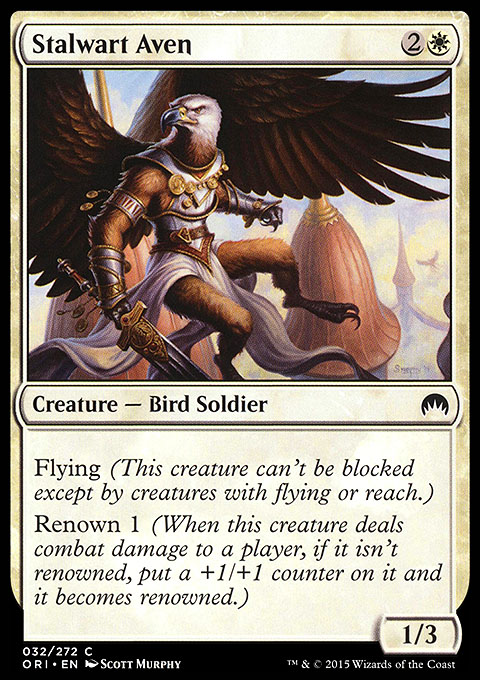 Stalwart Aven 2
Creature — Bird Soldier
Flying (This creature can't be blocked
except by creatures with flying or reach.)
Renown 1 (When this creature deals
combat damage to a player, if it isn't
renowned, put a +1/+1 counter on it and
it becomes renowned.)
1/3
032/272 C
ORI • EN Scott Murphy
™ & © 2015 Wizards of the Coast